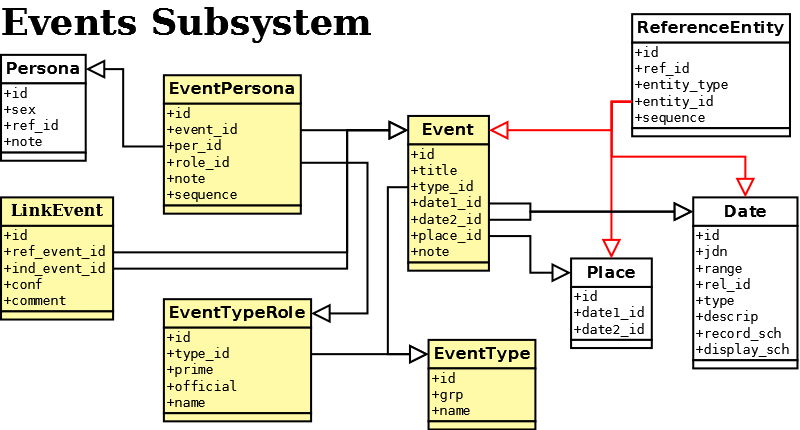 Events Subsystem
Persona
+id
+sex
+ref_id
+note
EventPersona
+id
+event_id
+per_id
+role_id
+note
+sequence
LinkEvent
+id
+ref_event_id
+ind_event_id
+conf
+comment
EventTypeRole
+id
+type_id
+prime
+official
+name
Event
+id
+title
+type_id
+date1_id
+date2_id
+place_id
+note
EventType
+id
+grp
+name
ReferenceEntity
+id
+ref_id
+entity_type
+entity_id
+sequence
Place
+id
+date1_id
+date2_id
Date
+id
+jdn
+range
+rel_id
+type
+descrip
+record_sch
+display_sch